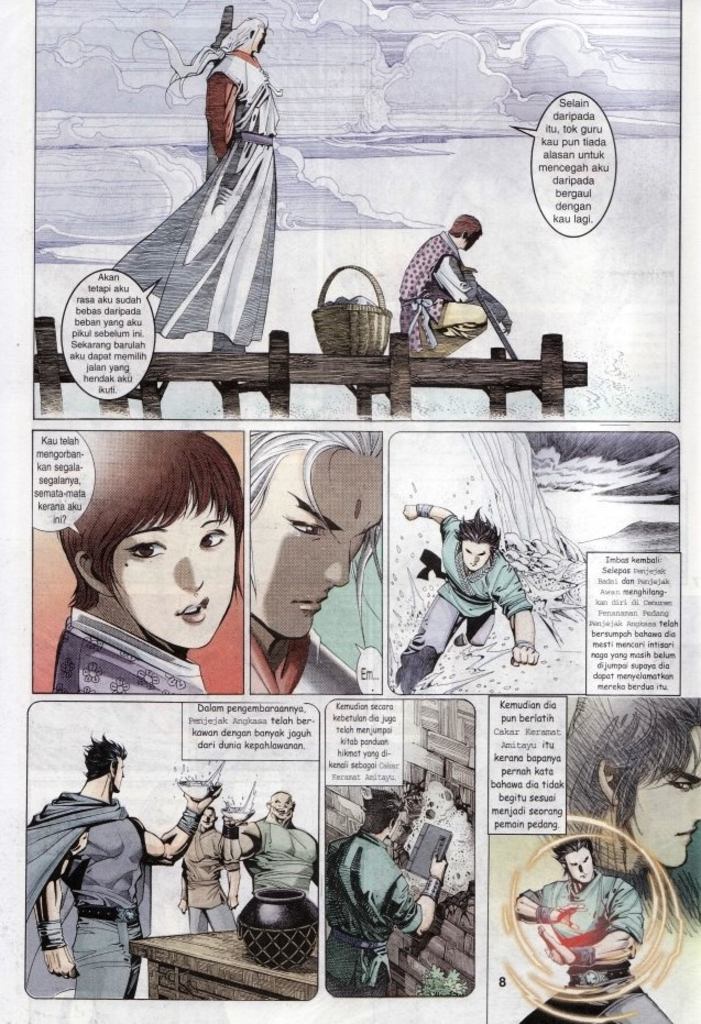 Selain
daripada
itu, tok guru
kau pun tiada
alasan untuk
mencegah aku
daripada
bergaul
dengan
kau lagi.
Akan
tetapi aku
rasa aku sudah
bebas daripada
beban yang aku
pikul sebelum ini.
Sekarang barulah
aku dapat memilih
jalan yang
hendak aku
ikuti.
Kau telah
mengorban-
kan segala-
segalanya,
semata-mata
kerana aku
ini?
Em...
Imbas kembali:
Selepas Penjejak
Badai dan Penjejak
Awan menghilang-
kan diri di Cenuren
Penanaman Pedang
Penjejak Angkasa telah
bersumpah bahawa dia
mesti mencari intisari
naga yang masih belum
dijumpai supaya dia
dapat menyelamatkan
mereka berdua itu.
Dalam pengembaraannya,
Penjejak Angkasa telah ber-
kawan dengan banyak jaguh
dari dunia kepahlawanan.
Kemudian secara
kebetulan dia juga
telah menjumpai
kitab panduan
hikmat yang di-
kenali sebagai Cakar
Keramat Amitayu.
Kemudian dia
pun berlatih
Cakar Keramat
Amitayu itu
kerana bapanya
pernah kata
bahawa dia tidak
begitu sesuai
menjadi seorang
pemain pedang.
8